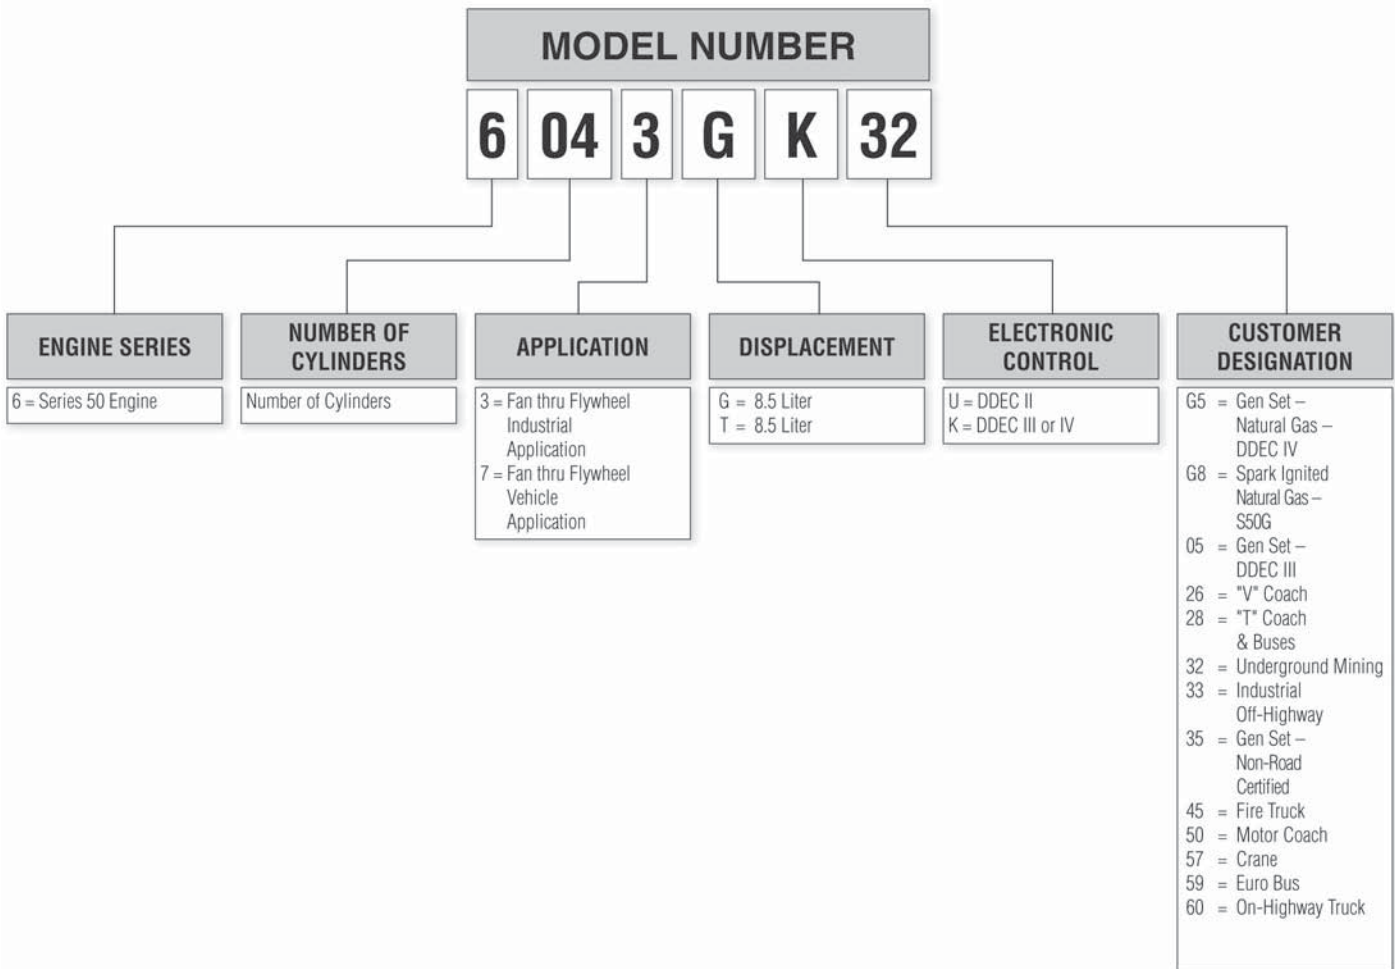 MODEL NUMBER
6 04 3 G K 32
ENGINE SERIES
6 = Series 50 Engine
NUMBER OF
CYLINDERS
Number of Cylinders
APPLICATION
3 = Fan thru Flywheel
Industrial
Application
7 = Fan thru Flywheel
Vehicle
Application
DISPLACEMENT
G = 8.5 Liter
T = 8.5 Liter
ELECTRONIC
CONTROL
U = DDEC II
K = DDEC III or IV
CUSTOMER
DESIGNATION
G5 = Gen Set –
Natural Gas –
DDEC IV
G8 = Spark Ignited
Natural Gas –
S50G
05 = Gen Set –
DDEC III
26 = "V" Coach
28 = "T" Coach
& Buses
32 = Underground Mining
33 = Industrial
Off-Highway
35 = Gen Set –
Non-Road
Certified
45 = Fire Truck
50 = Motor Coach
57 = Crane
59 = Euro Bus
60 = On-Highway Truck